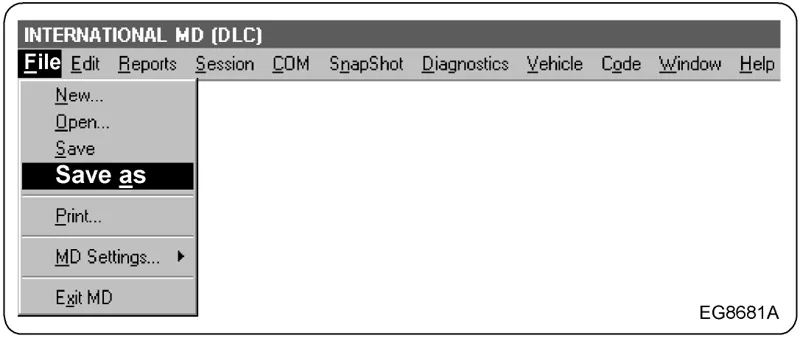 INTERNATIONAL MD (DLC)
File Edit Reports Session COM SnapShot Diagnostics Vehicle Code Window Help
New...
Open...
Save
Save as
Print...
MD Settings...
Exit MD
EG8681A